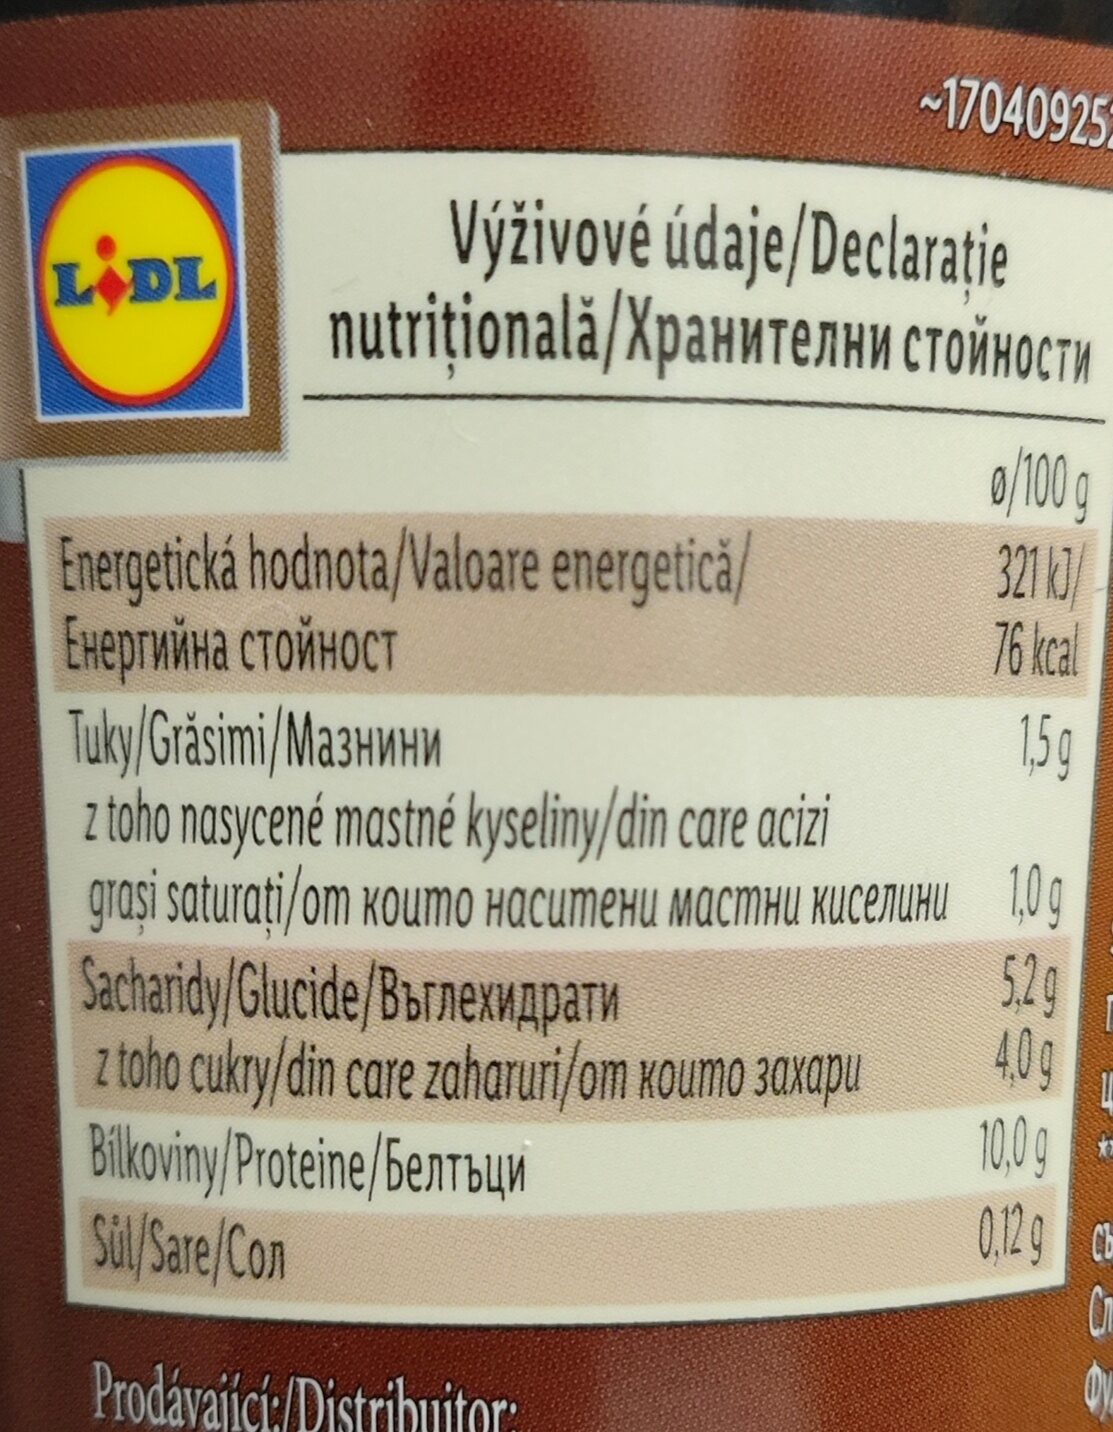 ~17040925
LIDL
Výživové údaje/Declarație
nutrițională/Хранителни стойности
ø/100 g
Energetická hodnota/Valoare energetică/ 321 kJ/
Енергийна стойност 76 kcal
Tuky/Grăsimi/Мазнини 1,5 g
z toho nasycené mastné kyseliny/din care acizi
grași saturați/от които наситени мастни киселини 1,0 g
Sacharidy/Glucide/Въглехидрати 5,2 g
z toho cukry/din care zaharuri/от които захари 4,0 g
Bílkoviny/Proteine/Белтъци 10,0 g
Sůl/Sare/Сол 0,12 g
Prodávající:/Distribuitor: